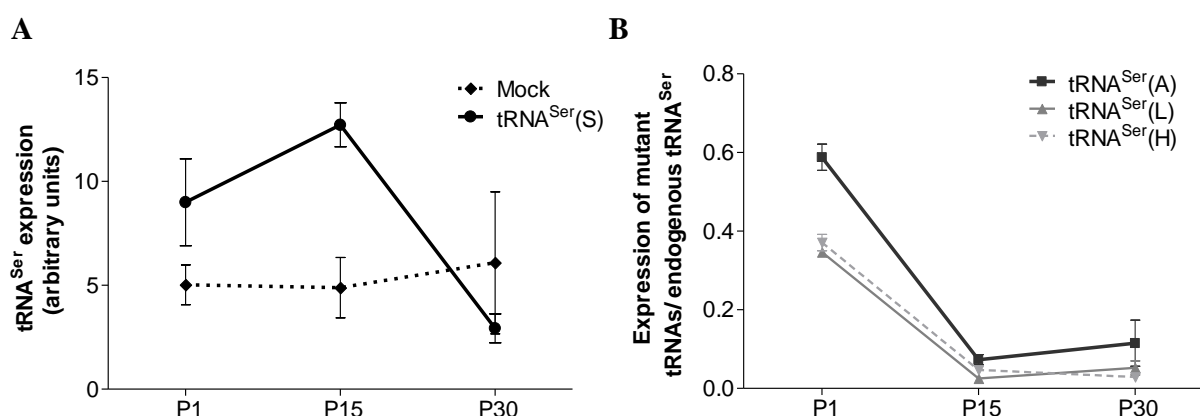 A
tRNASer expression
(arbitrary units)
15
10
5
0
Mock
tRNASer(S)
P1 P15 P30
B
Expression of mutant
tRNAs/ endogenous tRNASer
0.8
0.6
0.4
0.2
0.0
tRNASer(A)
tRNASer(L)
tRNASer(H)
P1 P15 P30